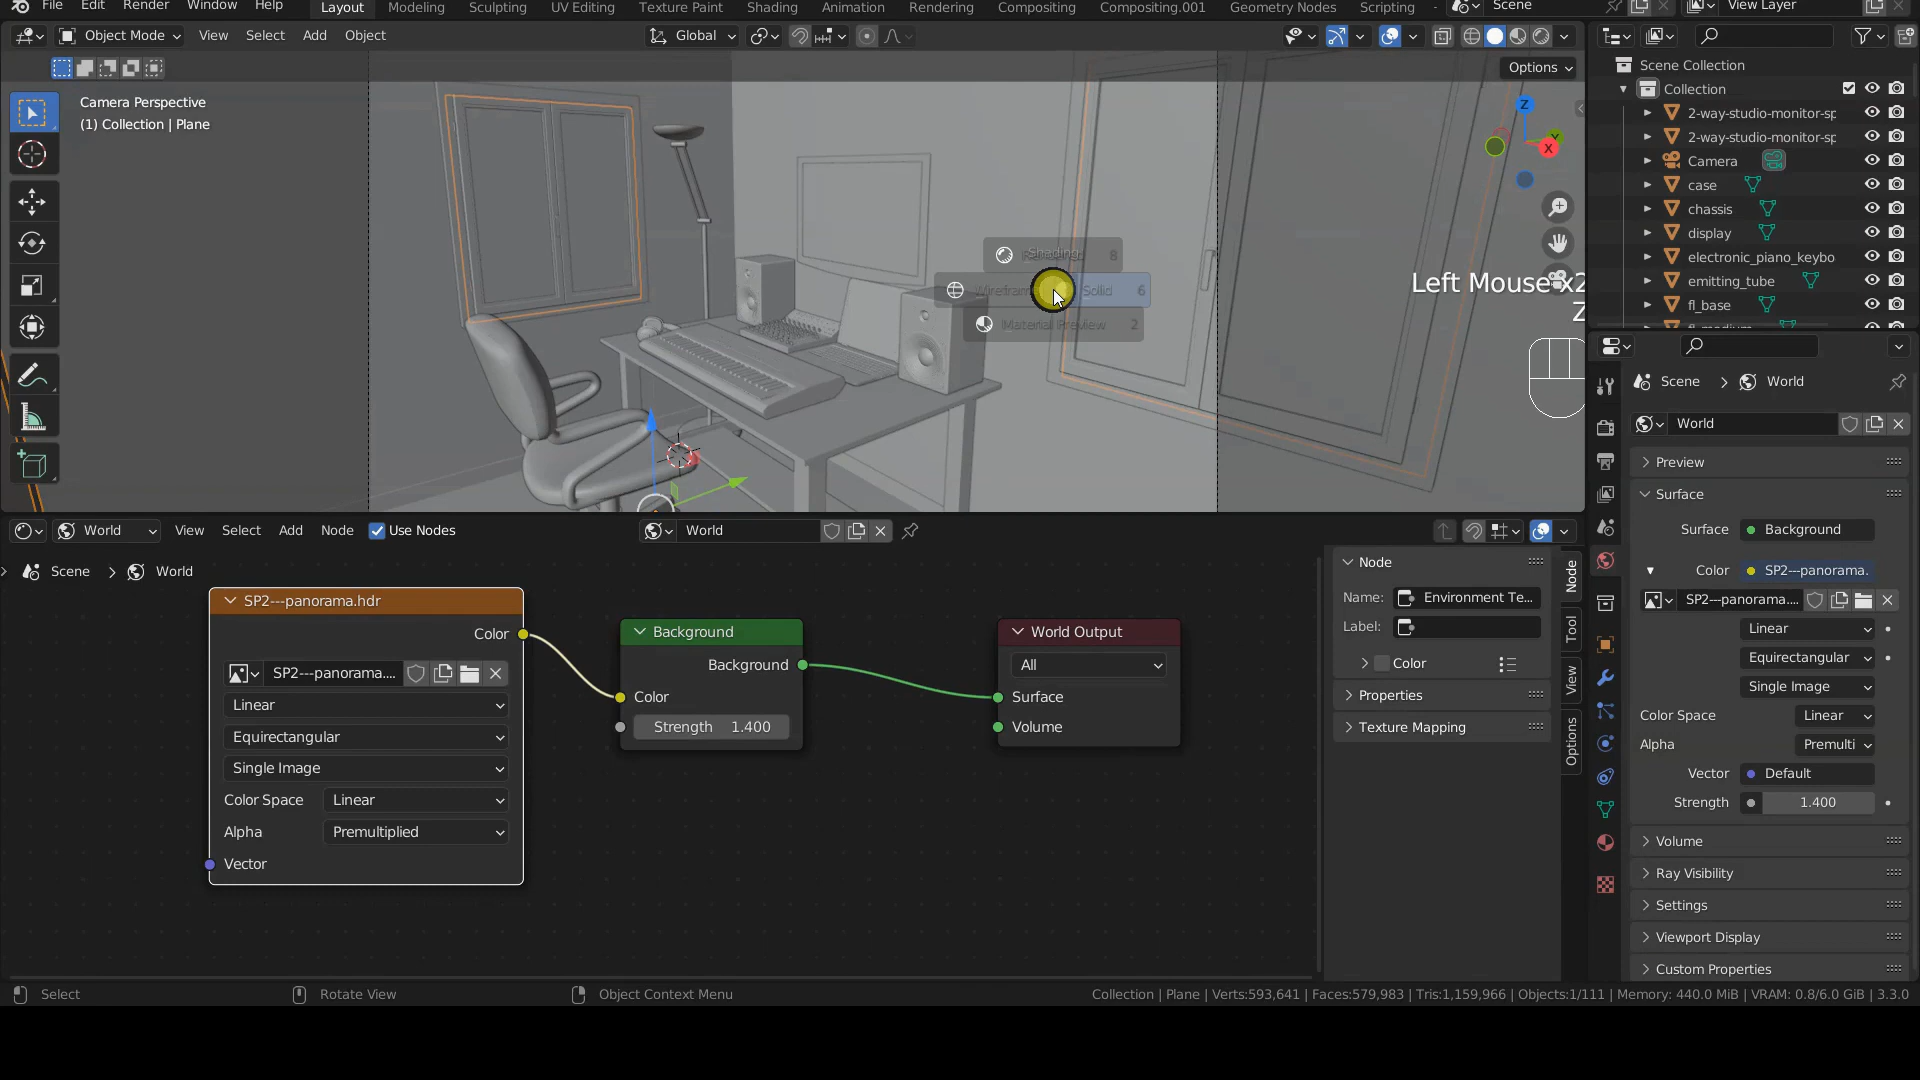 File Edit Render Window Help Layout Modeling Sculpting UV Editing Texture Paint Shading Animation Rendering Compositing Compositing.001 Geometry Nodes Scripting Scene View Layer
Object Mode View Select Add Object Global
Options
Camera Perspective
(1) Collection | Plane
Shading
8
Wireframe Solid 6
Material Preview 2
Left Mouse x2
Z
Z
Y
X
Scene Collection
Collection
2-way-studio-monitor-sp
2-way-studio-monitor-sp
Camera
case
chassis
display
electronic_piano_keybo
emitting_tube
fl_base
Scene > World
World
Preview
Surface
Surface Background
Color SP2---panorama.
SP2---panorama....
Linear
Equirectangular
Single Image
Color Space Linear
Alpha Premulti
Vector Default
Strength 1.400
Volume
Ray Visibility
Settings
Viewport Display
Custom Properties
World View Select Add Node Use Nodes World
Scene > World
SP2---panorama.hdr
Color
SP2---panorama....
Linear
Equirectangular
Single Image
Color Space Linear
Alpha Premultiplied
Vector
Background
Background
Color
Strength 1.400
World Output
All
Surface
Volume
Node
Name: Environment Te...
Label:
Color
Properties
Texture Mapping
Node
Tool
View
Options
Select Rotate View Object Context Menu Collection | Plane | Verts:593,641 | Faces:579,983 | Tris:1,159,966 | Objects:1/111 | Memory: 440.0 MiB | VRAM: 0.8/6.0 GiB | 3.3.0